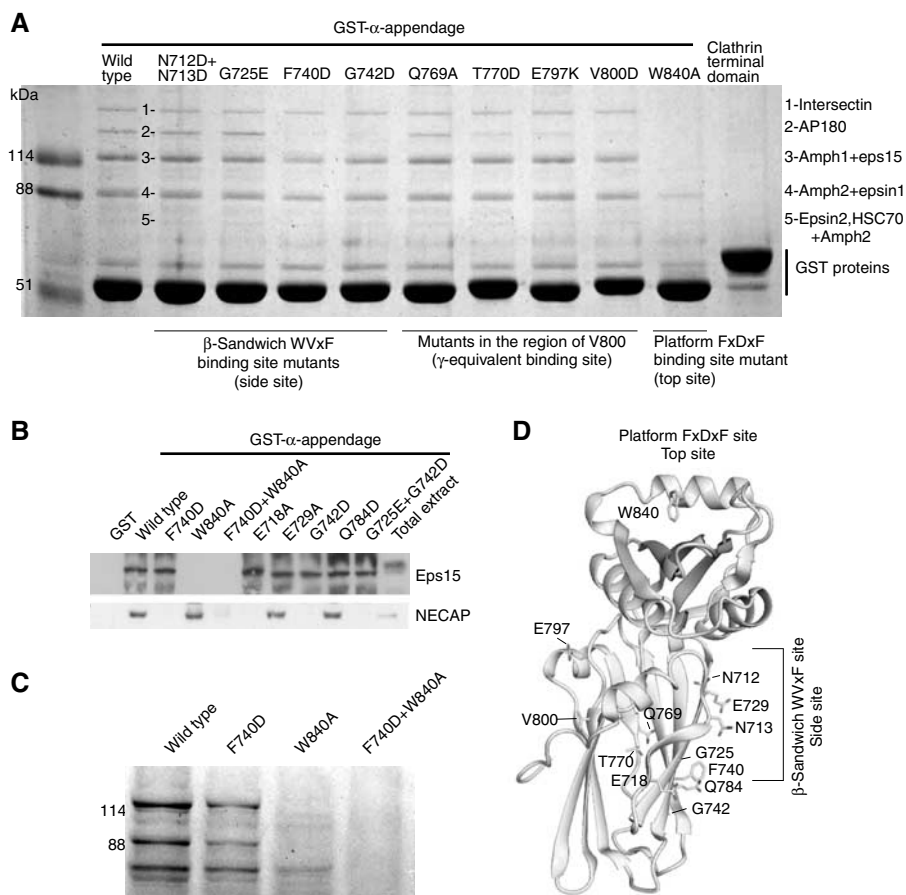 A
GST-α-appendage
Wild type
N712D+ N713D
G725E
F740D
G742D
Q769A
T770D
E797K
V800D
W840A
Clathrin terminal domain
kDa
114
88
51
1-
2-
3-
4-
5-
1-Intersectin
2-AP180
3-Amph1+eps15
4-Amph2+epsin1
5-Epsin2,HSC70 +Amph2
GST proteins
β-Sandwich WVxF binding site mutants (side site)
Mutants in the region of V800 (γ-equivalent binding site)
Platform FxDxF binding site mutant (top site)
B
GST-α-appendage
GST
Wild type
F740D
W840A
F740D+W840A
E718A
E729A
G742D
Q784D
G725E+G742D
Total extract
Eps15
NECAP
C
Wild type
F740D
W840A
F740D+W840A
114
88
D
Platform FxDxF site
Top site
W840
E797
V800
Q769
T770
E718
N712
E729
N713
G725
F740
Q784
G742
β-Sandwich WVxF site
Side site